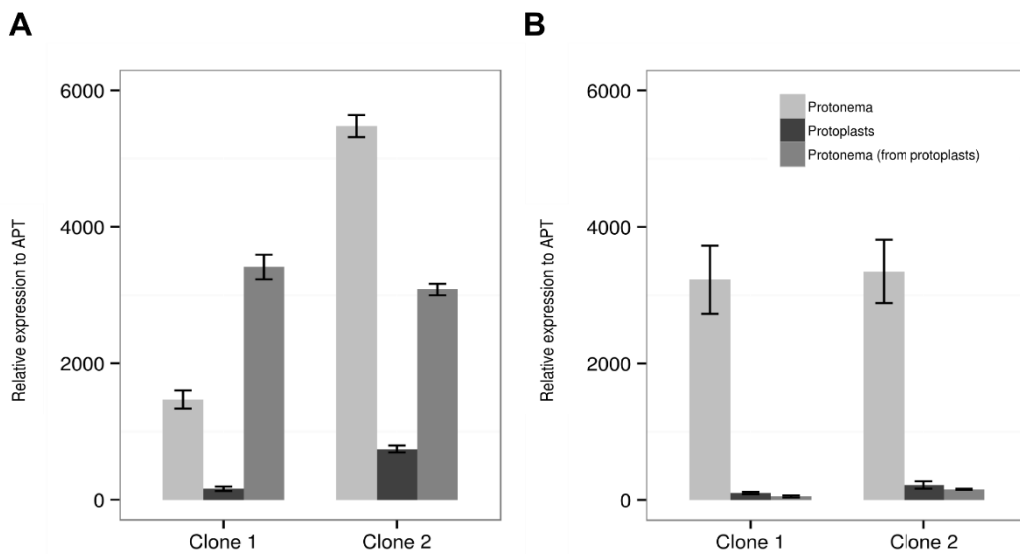 A
Relative expression to APT
6000
4000
2000
0
Clone 1
Clone 2
B
Relative expression to APT
6000
4000
2000
0
Protonema
Protoplasts
Protonema (from protoplasts)
Clone 1
Clone 2